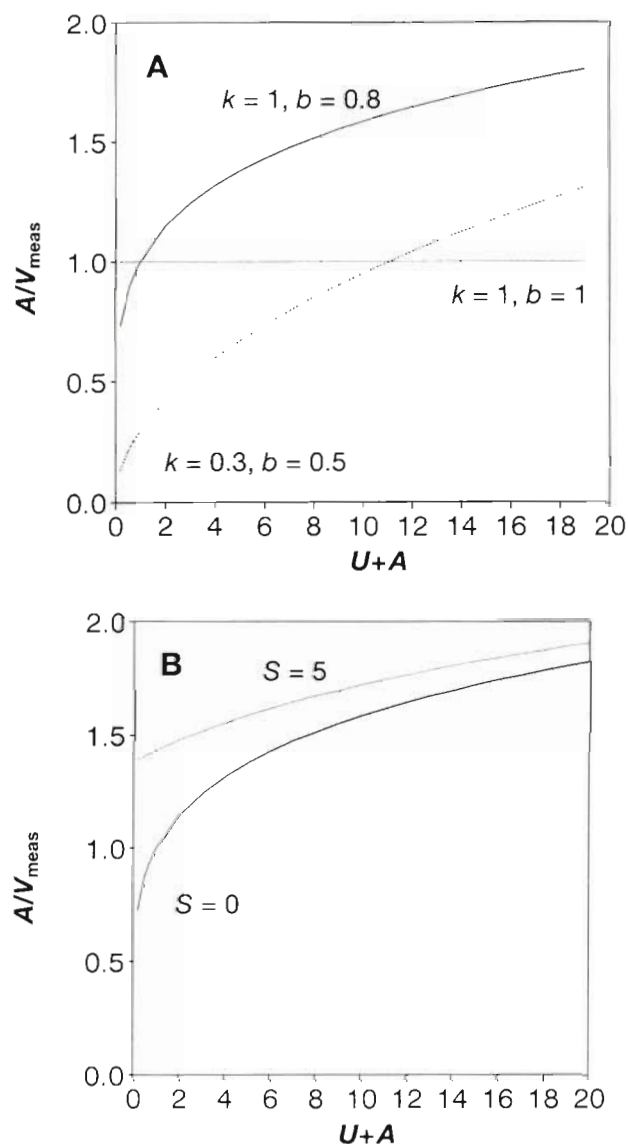 A
k = 1, b = 0.8
k = 1, b = 1
k = 0.3, b = 0.5
2.0
1.5
1.0
0.5
0.0
A/Vmeas
0 2 4 6 8 10 12 14 16 18 20
U+A
B
S = 5
S = 0
2.0
1.5
1.0
0.5
0.0
A/Vmeas
0 2 4 6 8 10 12 14 16 18 20
U+A